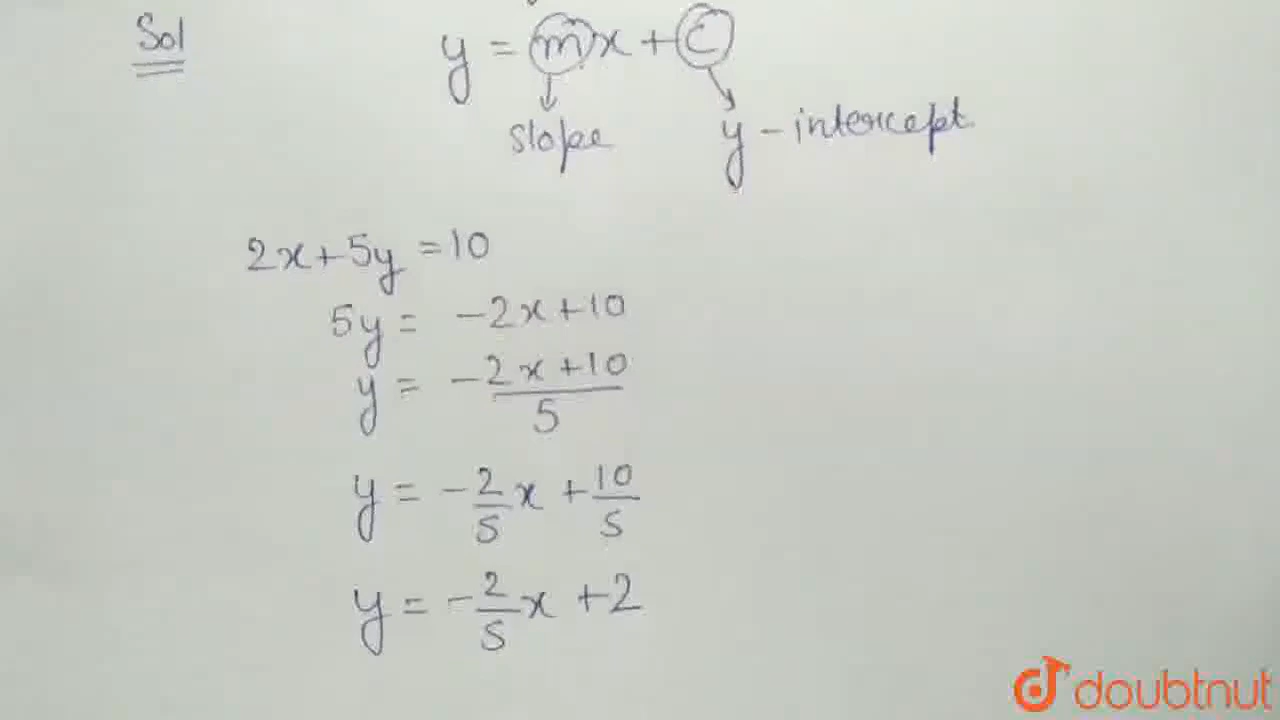 Sol
y = mx + c
slope
y - intercept
2x + 5y = 10
5y = -2x + 10
y = -2x + 10
5
y = -2/5 x + 10/5
y = -2/5 x + 2
doubtnut